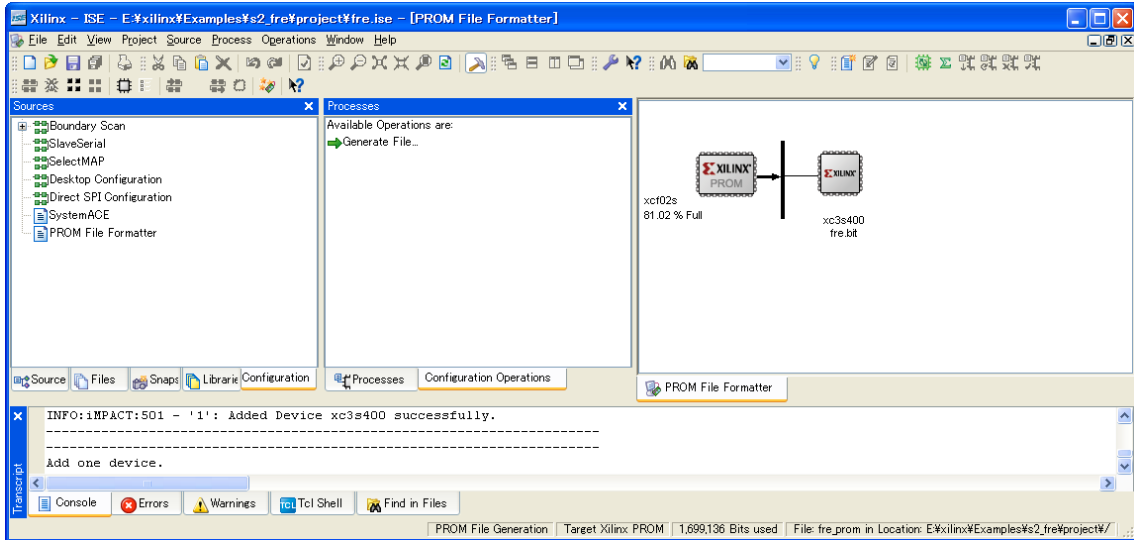 Xilinx - ISE - E:¥xilinx¥Examples¥s2_fre¥project¥fre.ise - [PROM File Formatter]
File Edit View Project Source Process Operations Window Help
Sources
Processes
Boundary Scan
SlaveSerial
SelectMAP
Desktop Configuration
Direct SPI Configuration
SystemACE
PROM File Formatter
Available Operations are:
Generate File...
XILINX
PROM
XILINX
xcf02s
81.02 % Full
xc3s400
fre.bit
Source Files Snaps Librarie Configuration
Processes Configuration Operations
PROM File Formatter
INFO:iMPACT:501 - '1': Added Device xc3s400 successfully.
----------------------------------------------------------------------
----------------------------------------------------------------------
Add one device.
Transcript
Console Errors Warnings TCL Tcl Shell Find in Files
PROM File Generation Target Xilinx PROM 1,699,136 Bits used File: fre_prom in Location: E:¥xilinx¥Examples¥s2_fre¥project¥/